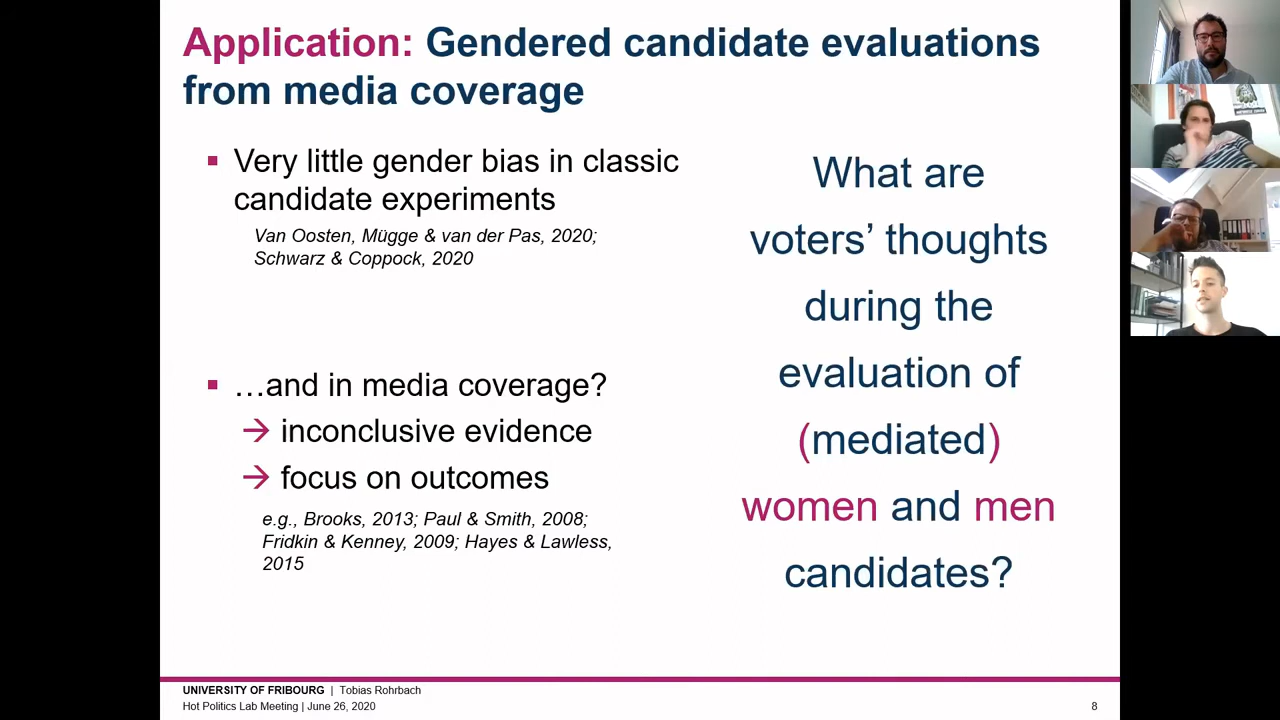 Application: Gendered candidate evaluations
from media coverage
▪ Very little gender bias in classic
candidate experiments
Van Oosten, Mügge & van der Pas, 2020;
Schwarz & Coppock, 2020
▪ …and in media coverage?
→ inconclusive evidence
→ focus on outcomes
e.g., Brooks, 2013; Paul & Smith, 2008;
Fridkin & Kenney, 2009; Hayes & Lawless,
2015
What are
voters’ thoughts
during the
evaluation of
(mediated)
women and men
candidates?
UNIVERSITY OF FRIBOURG | Tobias Rohrbach
Hot Politics Lab Meeting | June 26, 2020
8